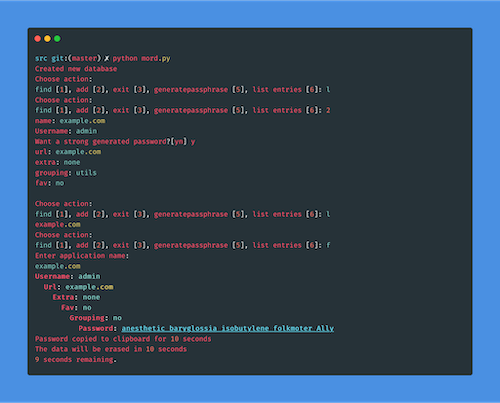 src git:(master) ✗ python mord.py
Created new database
Choose action:
find [1], add [2], exit [3], generatepassphrase [5], list entries [6]: l
Choose action:
find [1], add [2], exit [3], generatepassphrase [5], list entries [6]: 2
name: example.com
Username: admin
Want a strong generated password?[yn] y
url: example.com
extra: none
grouping: utils
fav: no
Choose action:
find [1], add [2], exit [3], generatepassphrase [5], list entries [6]: l
example.com
Choose action:
find [1], add [2], exit [3], generatepassphrase [5], list entries [6]: f
Enter application name:
example.com
Username: admin
Url: example.com
Extra: none
Fav: no
Grouping: no
Password: anesthetic baryglossia isobutylene folkmoter Ally
Password copied to clipboard for 10 seconds
The data will be erased in 10 seconds
9 seconds remaining.